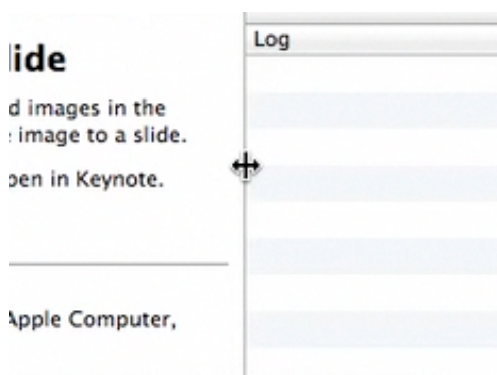 lide
d images in the
image to a slide.
pen in Keynote.
Apple Computer,
Log